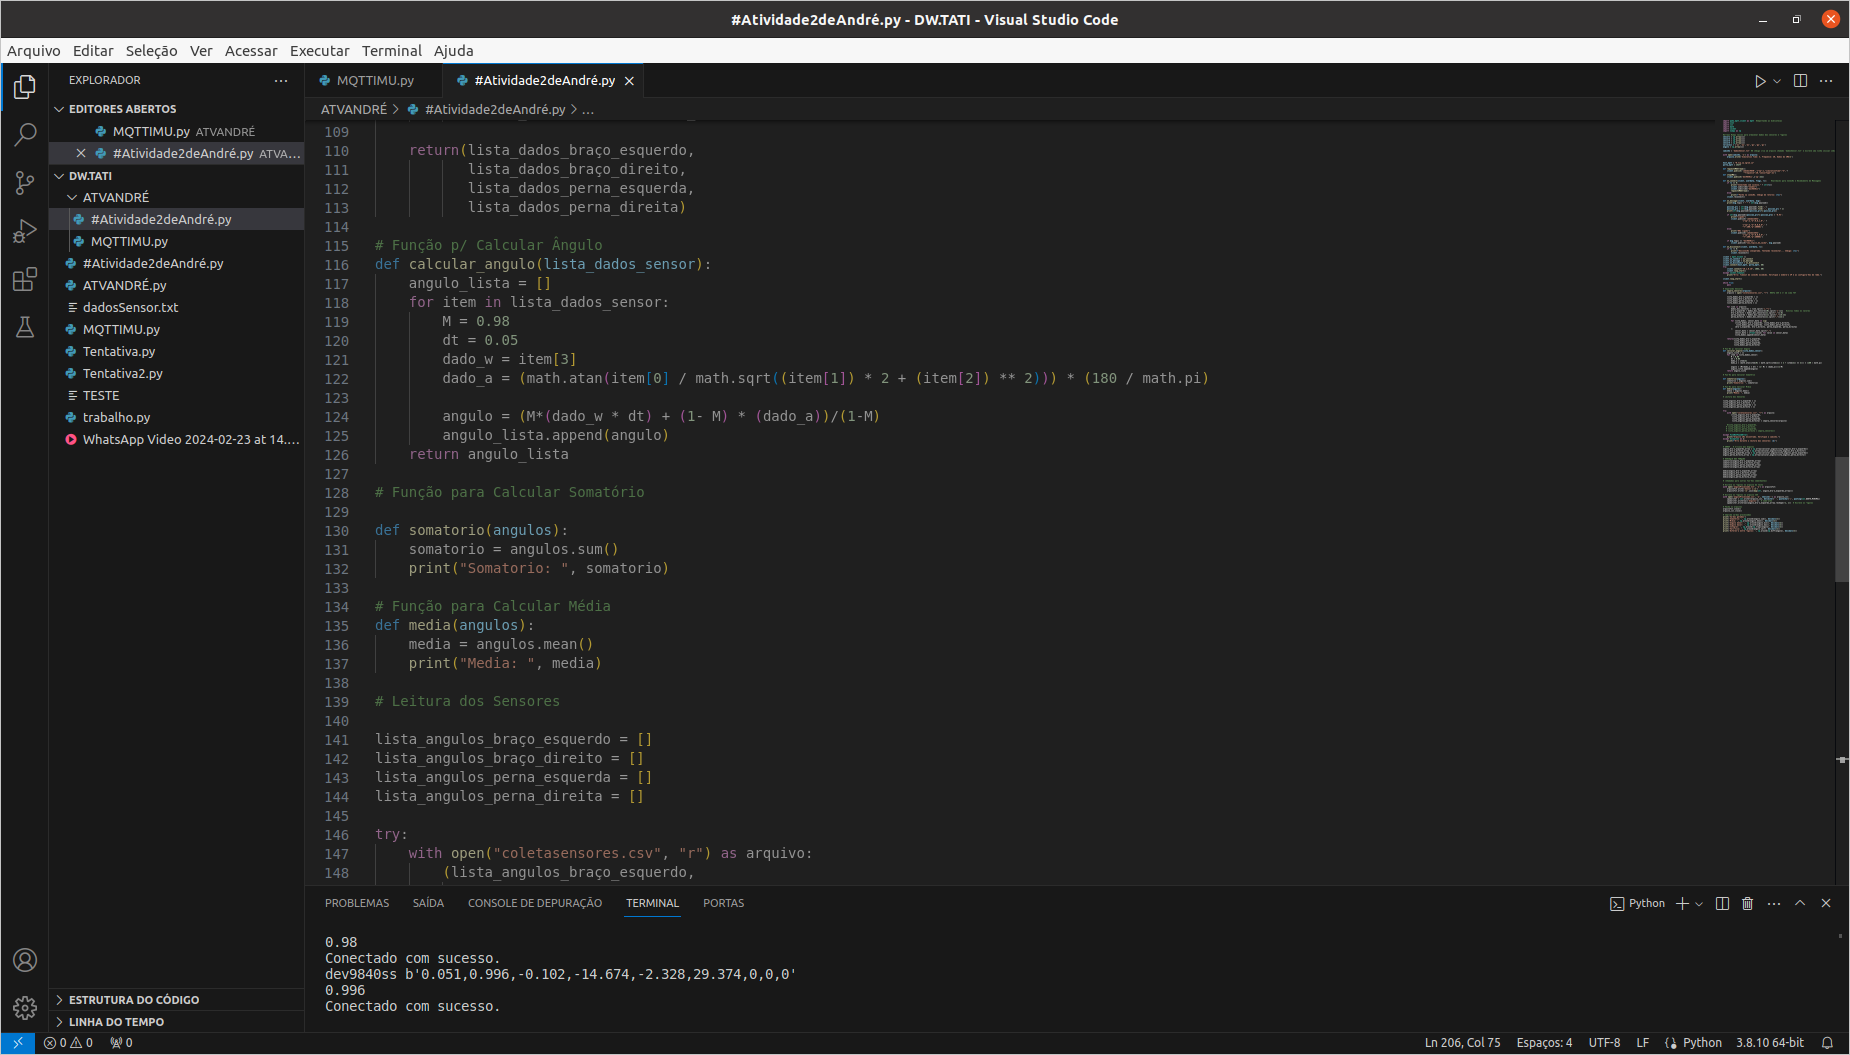 #Atividade2deAndré.py - DW.TATI - Visual Studio Code
Arquivo Editar Seleção Ver Acessar Executar Terminal Ajuda
EXPLORADOR
EDITORES ABERTOS
MQTTIMU.py ATVANDRÉ
#Atividade2deAndré.py ATVA...
DW.TATI
ATVANDRÉ
#Atividade2deAndré.py
MQTTIMU.py
#Atividade2deAndré.py
ATVANDRÉ.py
dadosSensor.txt
MQTTIMU.py
Tentativa.py
Tentativa2.py
TESTE
trabalho.py
WhatsApp Video 2024-02-23 at 14....
ESTRUTURA DO CÓDIGO
LINHA DO TEMPO
MQTTIMU.py #Atividade2deAndré.py
ATVANDRÉ > #Atividade2deAndré.py > ...
109
110 return(lista_dados_braço_esquerdo,
111 lista_dados_braço_direito,
112 lista_dados_perna_esquerda,
113 lista_dados_perna_direita)
114
115 # Função p/ Calcular Ângulo
116 def calcular_angulo(lista_dados_sensor):
117 angulo_lista = []
118 for item in lista_dados_sensor:
119 M = 0.98
120 dt = 0.05
121 dado_w = item[3]
122 dado_a = (math.atan(item[0] / math.sqrt((item[1]) * 2 + (item[2]) ** 2))) * (180 / math.pi)
123
124 angulo = (M*(dado_w * dt) + (1- M) * (dado_a))/(1-M)
125 angulo_lista.append(angulo)
126 return angulo_lista
127
128 # Função para Calcular Somatório
129
130 def somatorio(angulos):
131 somatorio = angulos.sum()
132 print("Somatorio: ", somatorio)
133
134 # Função para Calcular Média
135 def media(angulos):
136 media = angulos.mean()
137 print("Media: ", media)
138
139 # Leitura dos Sensores
140
141 lista_angulos_braço_esquerdo = []
142 lista_angulos_braço_direito = []
143 lista_angulos_perna_esquerda = []
144 lista_angulos_perna_direita = []
145
146 try:
147 with open("coletasensores.csv", "r") as arquivo:
148 (lista_angulos_braço_esquerdo,
PROBLEMAS SAÍDA CONSOLE DE DEPURAÇÃO TERMINAL PORTAS
Python
0.98
Conectado com sucesso.
dev9840ss b'0.051,0.996,-0.102,-14.674,-2.328,29.374,0,0,0'
0.996
Conectado com sucesso.
0 0 0
Ln 206, Col 75 Espaços: 4 UTF-8 LF Python 3.8.10 64-bit